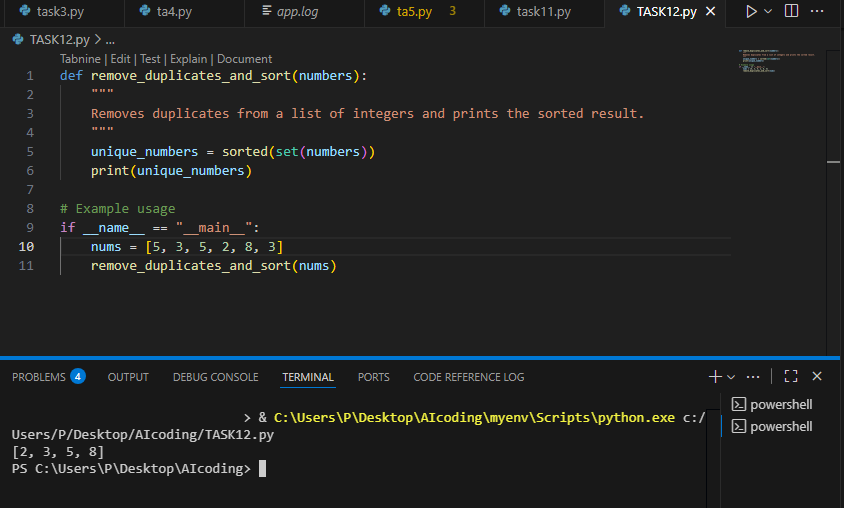 task3.py ta4.py app.log ta5.py 3 task11.py TASK12.py
TASK12.py > ...
Tabnine | Edit | Test | Explain | Document
1 def remove_duplicates_and_sort(numbers):
2 """
3 Removes duplicates from a list of integers and prints the sorted result.
4 """
5 unique_numbers = sorted(set(numbers))
6 print(unique_numbers)
7
8 # Example usage
9 if __name__ == "__main__":
10 nums = [5, 3, 5, 2, 8, 3]
11 remove_duplicates_and_sort(nums)
PROBLEMS 4 OUTPUT DEBUG CONSOLE TERMINAL PORTS CODE REFERENCE LOG
> & C:\Users\P\Desktop\AIcoding\myenv\Scripts\python.exe c:/
Users/P/Desktop/AIcoding/TASK12.py
[2, 3, 5, 8]
PS C:\Users\P\Desktop\AIcoding>
powershell
powershell